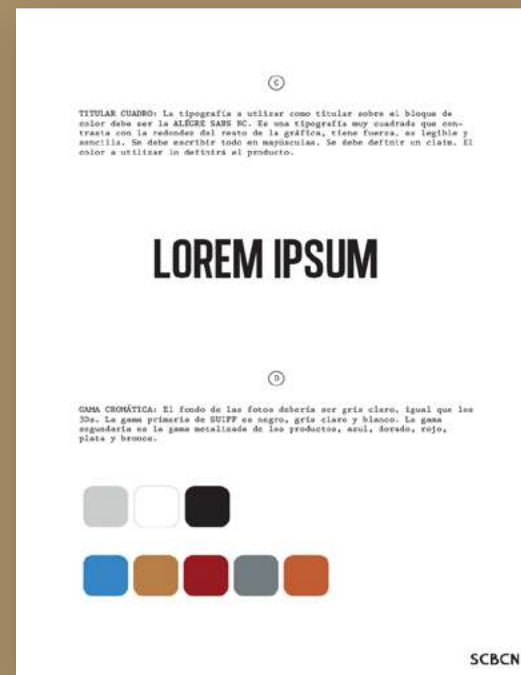 C
TITULAR CUADRO: La tipografía a utlizar como titular sobre el bloque de
color debe ser la ALEGRE SANS NC. Es una tipografía muy cuadrada que con-
trasta con la redondez del resto de la gráfica, tiene fuerza, es legible y
sencilla. Se debe escribir todo en mayúsculas. Se debe definir un claim. El
color a utilizar lo definirá el producto.
LOREM IPSUM
D
GAMA CROMÁTICA: El fondo de las fotos debería ser gris claro, igual que los
3Ds. La gama primaria de QUIFF es negro, gris claro y blanco. La gama
segundaria es la gama metalizada de los productos, azul, dorado, rojo,
plata y bronce.
SCBCN